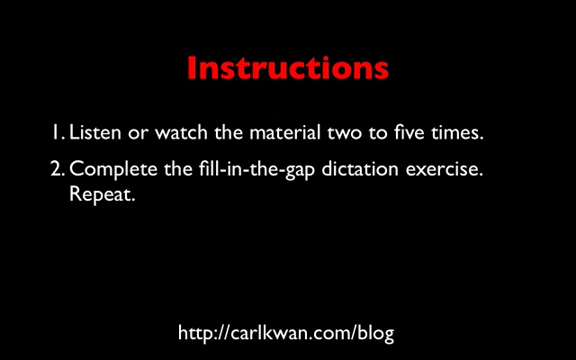 Instructions
1. Listen or watch the material two to five times.
2. Complete the fill-in-the-gap dictation exercise.
Repeat.
http://carlkwan.com/blog